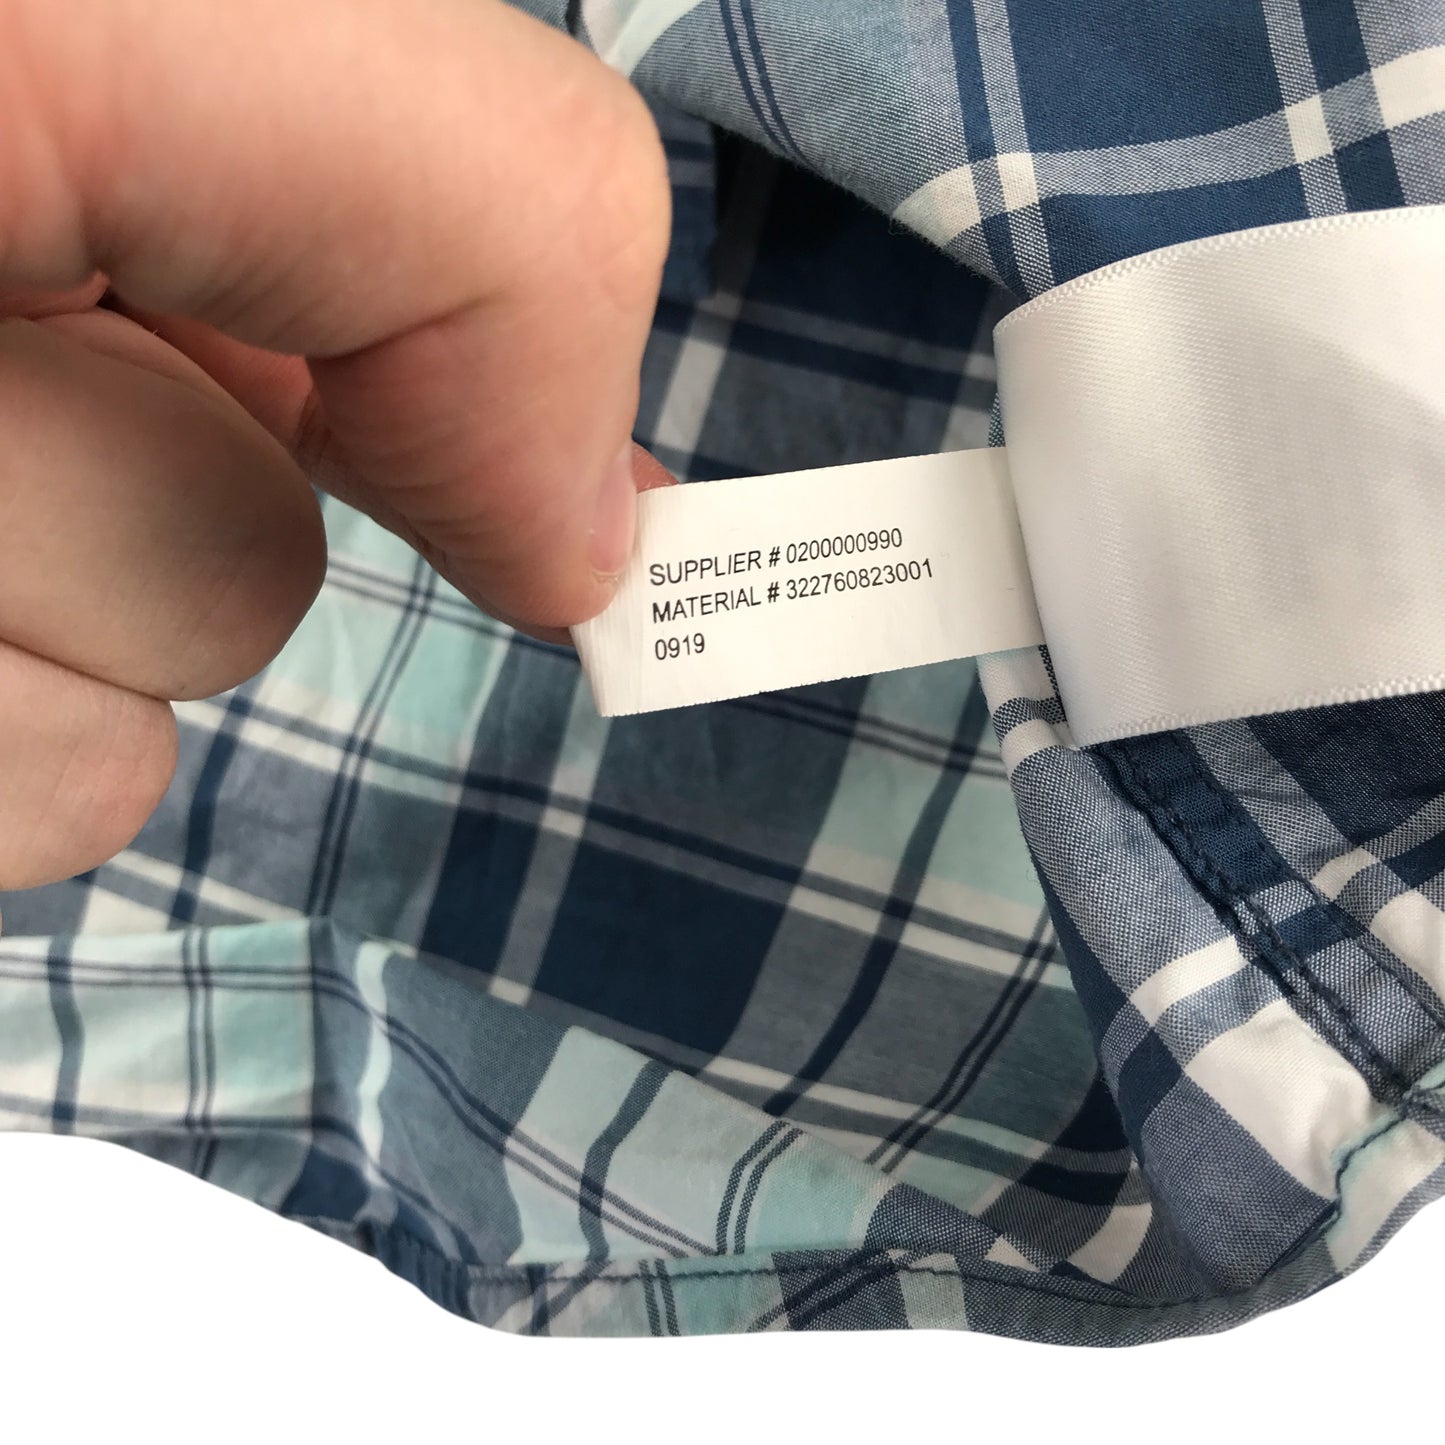 SUPPLIER # 0200000990
MATERIAL # 322760823001
0919